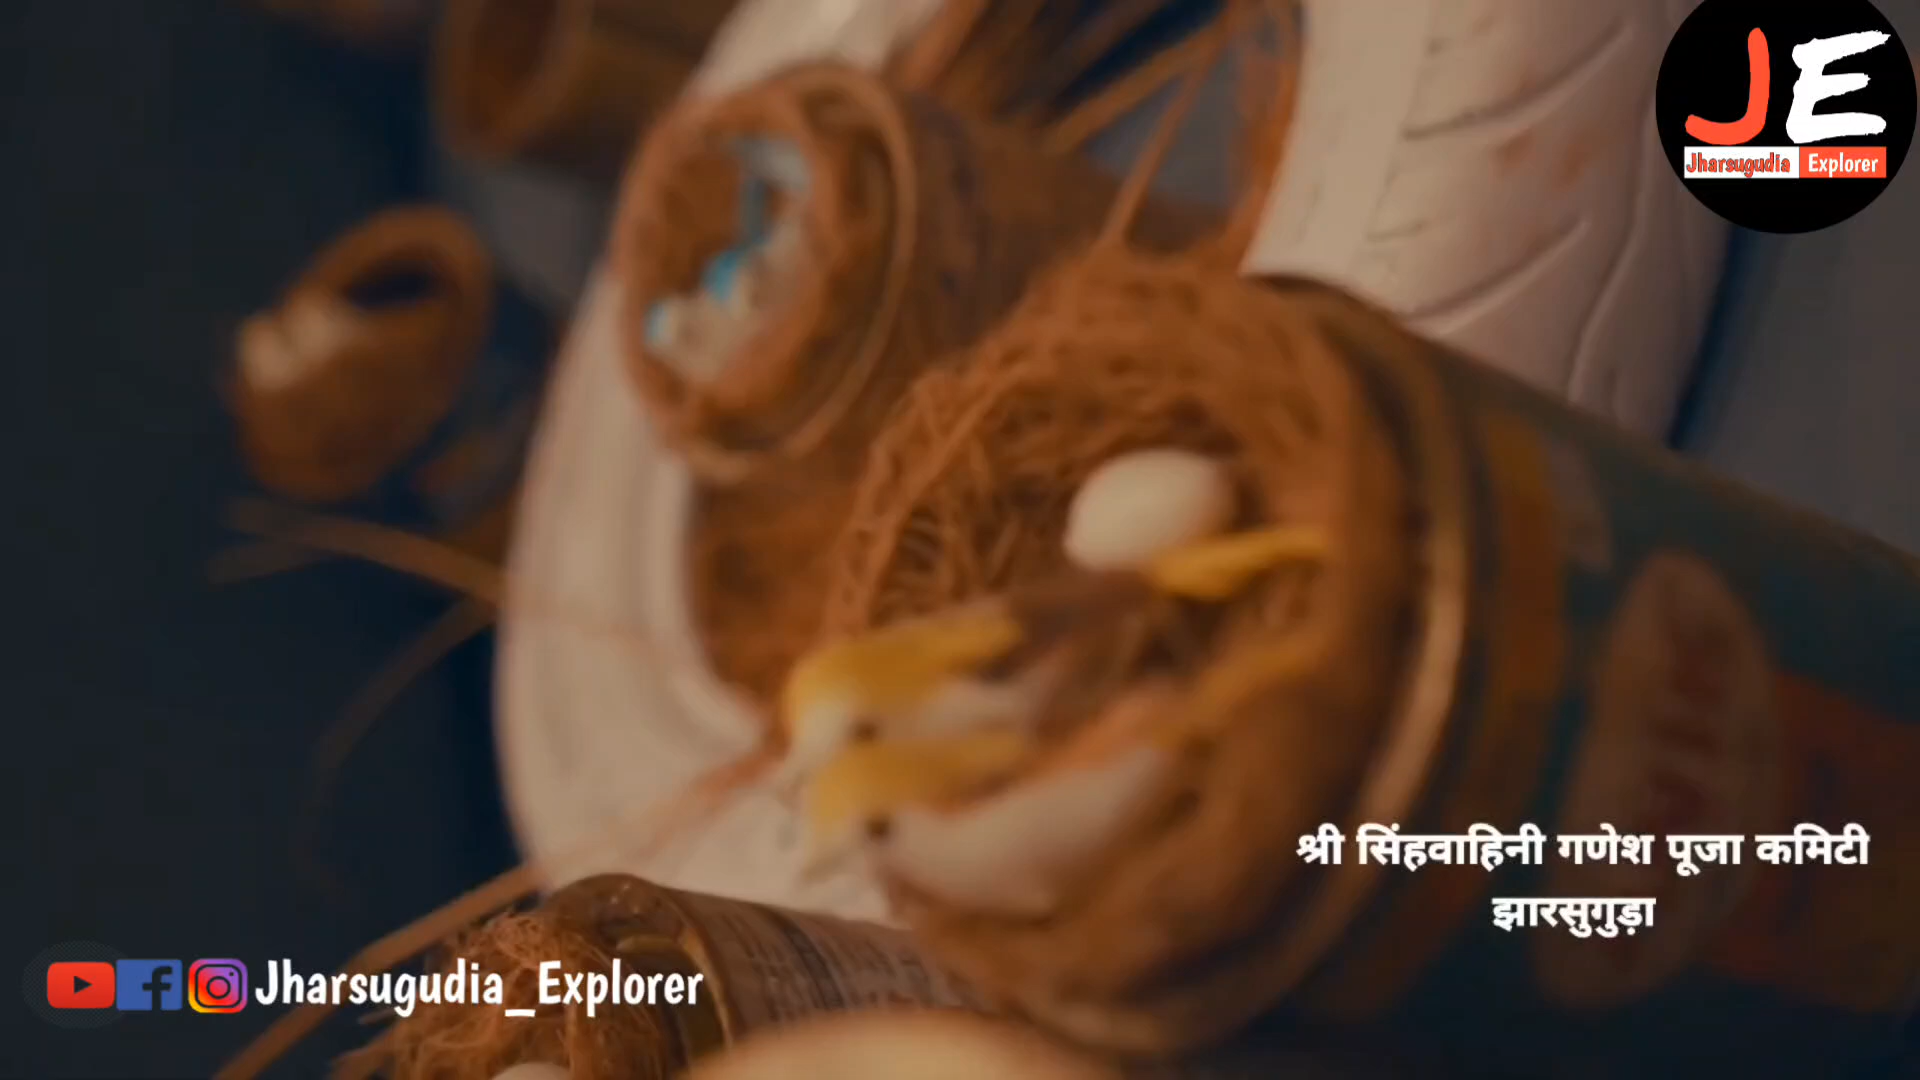 JE
Jharsugudia Explorer
श्री सिंहवाहिनी गणेश पूजा कमिटी
झारसुगुड़ा
Jharsugudia_Explorer